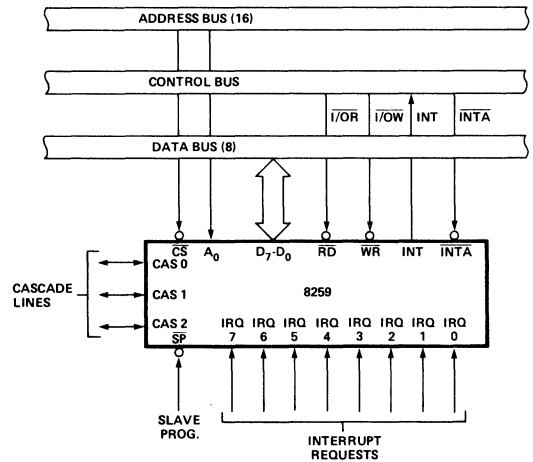 ADDRESS BUS (16)
CONTROL BUS
I/OR I/OW INT INTA
DATA BUS (8)
CS A0 D7-D0 RD WR INT INTA
CAS 0
CASCADE LINES
CAS 1
8259
CAS 2
SP
IRQ 7 IRQ 6 IRQ 5 IRQ 4 IRQ 3 IRQ 2 IRQ 1 IRQ 0
SLAVE PROG.
INTERRUPT REQUESTS